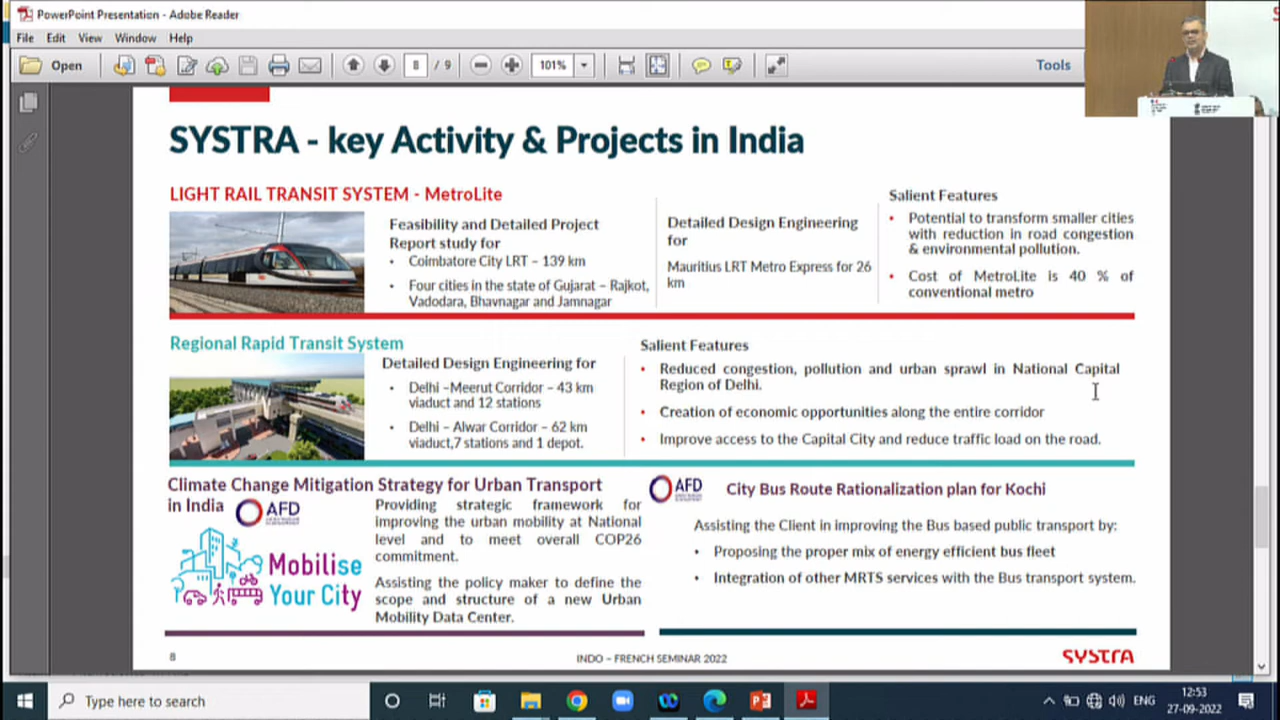 PowerPoint Presentation - Adobe Reader
File Edit View Window Help
Open
8 / 9
101%
Tools
SYSTRA - key Activity & Projects in India
LIGHT RAIL TRANSIT SYSTEM - MetroLite
Feasibility and Detailed Project
Report study for
• Coimbatore City LRT – 139 km
• Four cities in the state of Gujarat – Rajkot,
Vadodara, Bhavnagar and Jamnagar
Detailed Design Engineering
for
Mauritius LRT Metro Express for 26
km
Salient Features
• Potential to transform smaller cities
with reduction in road congestion
& environmental pollution.
• Cost of MetroLite is 40 % of
conventional metro
Regional Rapid Transit System
Detailed Design Engineering for
• Delhi –Meerut Corridor – 43 km
viaduct and 12 stations
• Delhi – Alwar Corridor – 62 km
viaduct,7 stations and 1 depot.
Salient Features
• Reduced congestion, pollution and urban sprawl in National Capital
Region of Delhi.
• Creation of economic opportunities along the entire corridor
• Improve access to the Capital City and reduce traffic load on the road.
Climate Change Mitigation Strategy for Urban Transport
in India
AFD
Mobilise
Your City
Providing strategic framework for
improving the urban mobility at National
level and to meet overall COP26
commitment.
Assisting the policy maker to define the
scope and structure of a new Urban
Mobility Data Center.
AFD
City Bus Route Rationalization plan for Kochi
Assisting the Client in improving the Bus based public transport by:
• Proposing the proper mix of energy efficient bus fleet
• Integration of other MRTS services with the Bus transport system.
8
INDO – FRENCH SEMINAR 2022
SYSTRA
Type here to search
ENG
12:53
27-09-2022